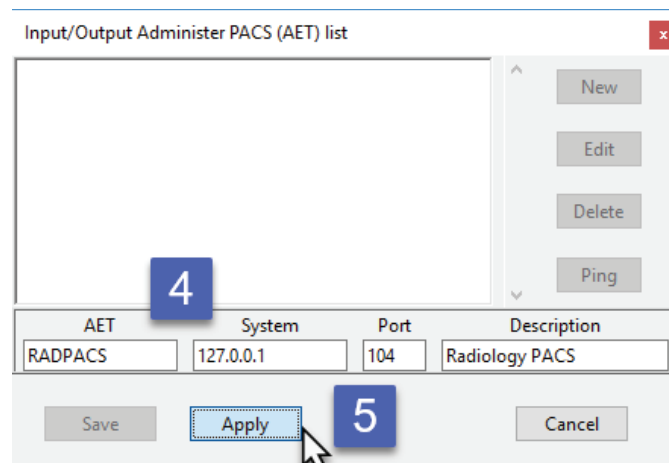 Input/Output Administer PACS (AET) list
x
New
Edit
Delete
Ping
4
AET System Port Description
RADPACS 127.0.0.1 104 Radiology PACS
Save Apply 5 Cancel